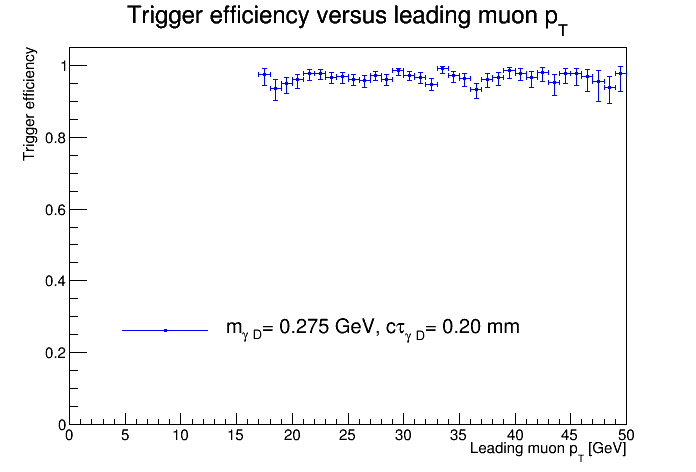 Trigger efficiency versus leading muon p_T
Trigger efficiency
1
0.8
0.6
0.4
0.2
0
m_γ D= 0.275 GeV, cτ_γ D= 0.20 mm
0 5 10 15 20 25 30 35 40 45 50
Leading muon p_T [GeV]